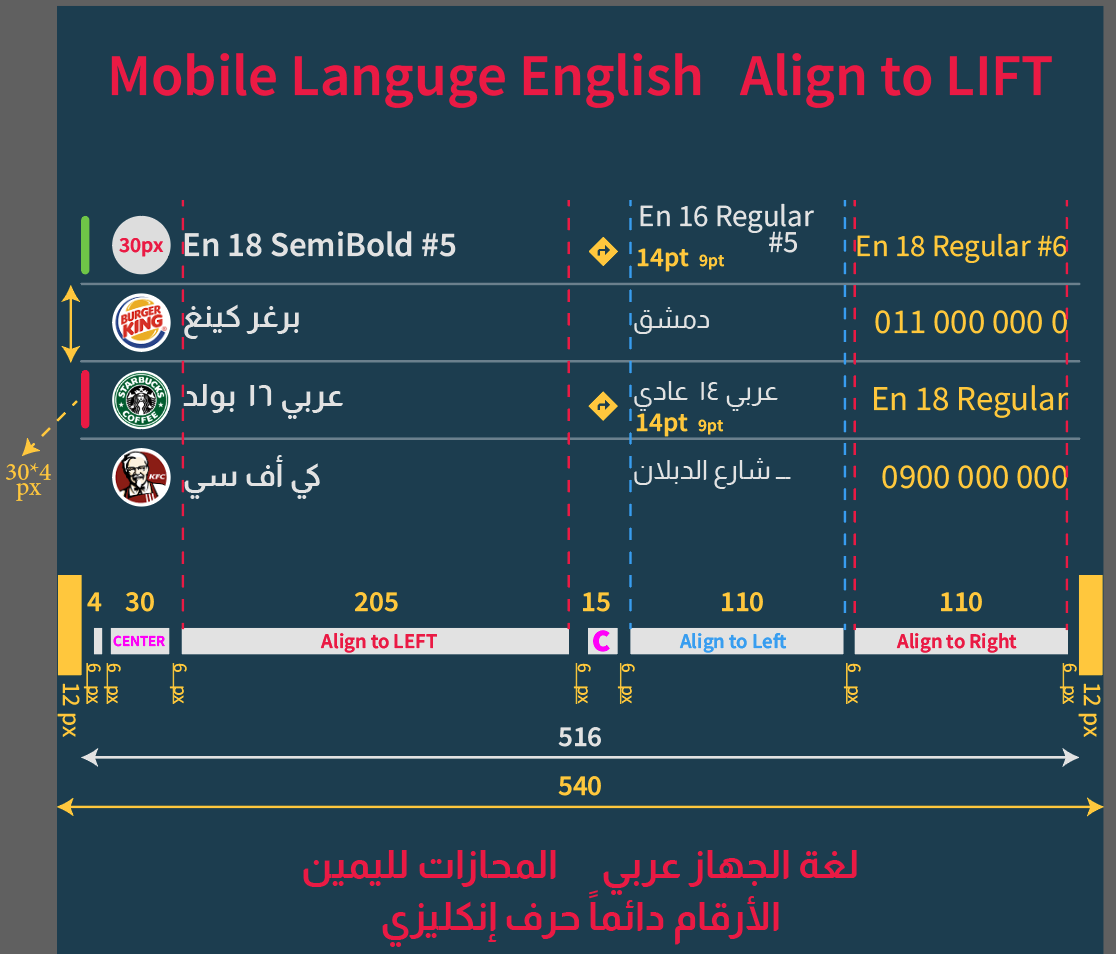 Mobile Languge English   Align to LIFT
30px En 18 SemiBold #5 En 16 Regular #5 14pt 9pt En 18 Regular #6
BURGER KING برغر كينغ دمشق 011 000 000 0
STARBUCKS COFFEE عربي ١٦ بولد عربي ١٤ عادي 14pt 9pt En 18 Regular
30*4 px
KFC كي أف سي شارع الدبلان _ 0900 000 000
4 30 205 15 110 110
CENTER Align to LEFT C Align to Left Align to Right
12 px 6 px 6 px 6 px 6 px 6 px 6 px 6 px 12 px
516
540
لغة الجهاز عربي   المحازات لليمين
الأرقام دائماً حرف إنكليزي